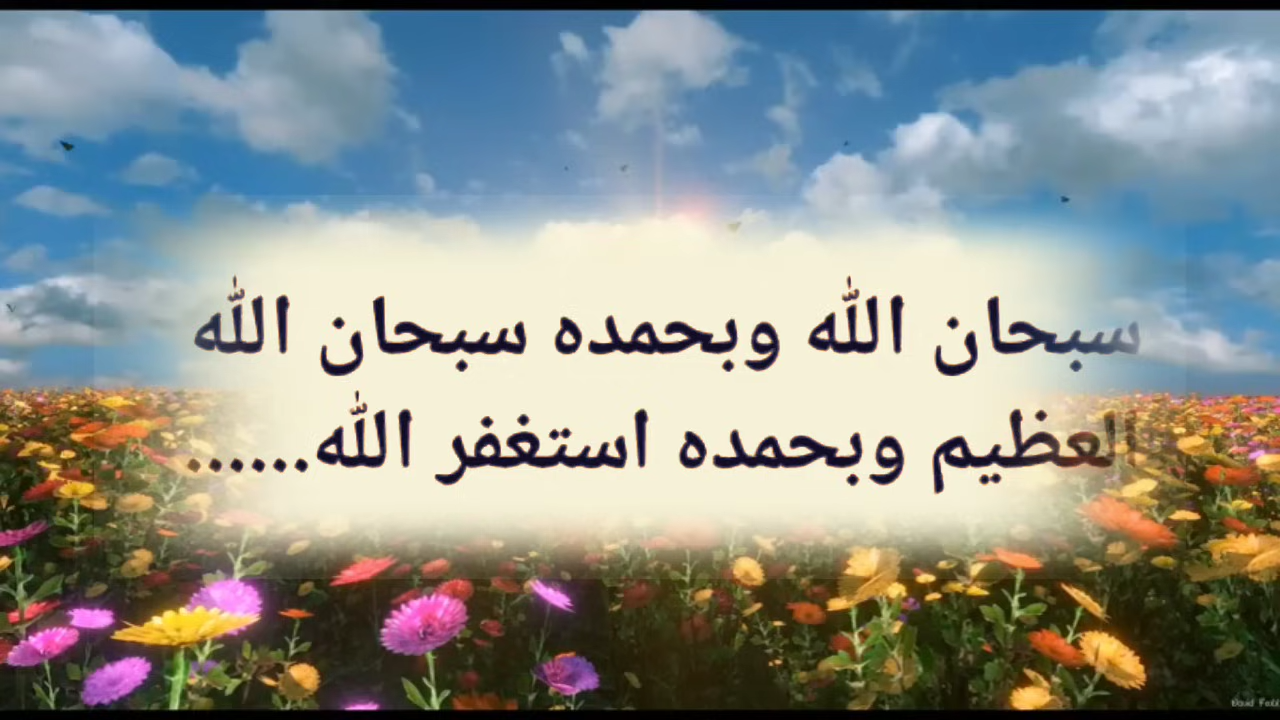 سبحان الله وبحمده سبحان الله
العظيم وبحمده استغفر الله......